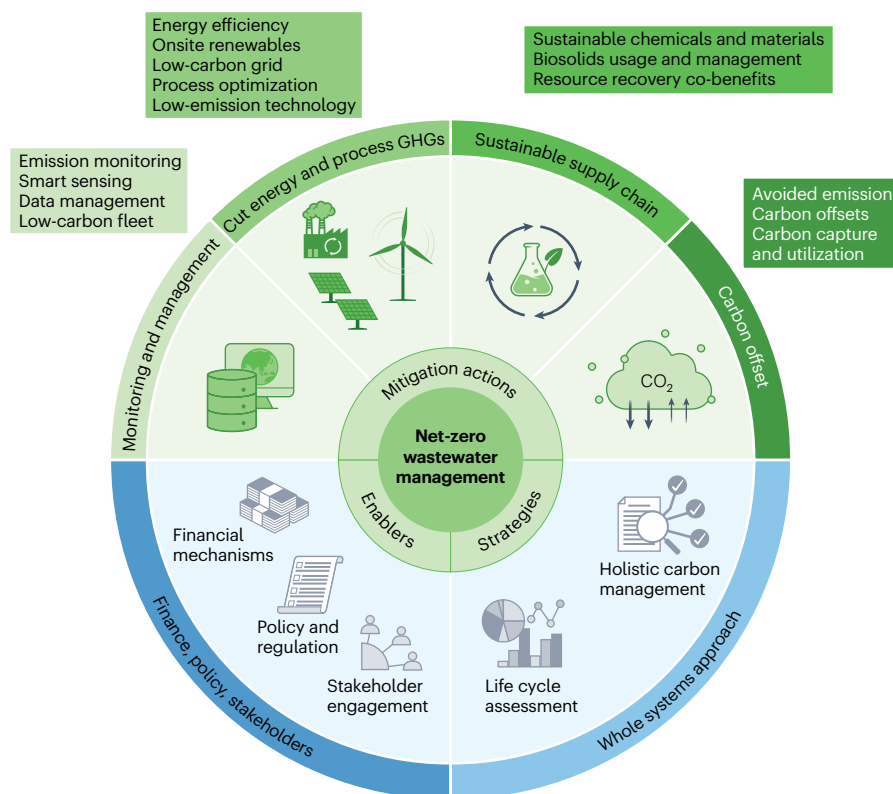 Energy efficiency
Onsite renewables
Low-carbon grid
Process optimization
Low-emission technology
Sustainable chemicals and materials
Biosolids usage and management
Resource recovery co-benefits
Emission monitoring
Smart sensing
Data management
Low-carbon fleet
Avoided emission
Carbon offsets
Carbon capture
and utilization
Monitoring and management
Cut energy and process GHGs
Sustainable supply chain
Carbon offset
CO₂
Mitigation actions
Net-zero
wastewater
management
Enablers
Strategies
Financial
mechanisms
Policy and
regulation
Stakeholder
engagement
Life cycle
assessment
Holistic carbon
management
Finance, policy, stakeholders
Whole systems approach